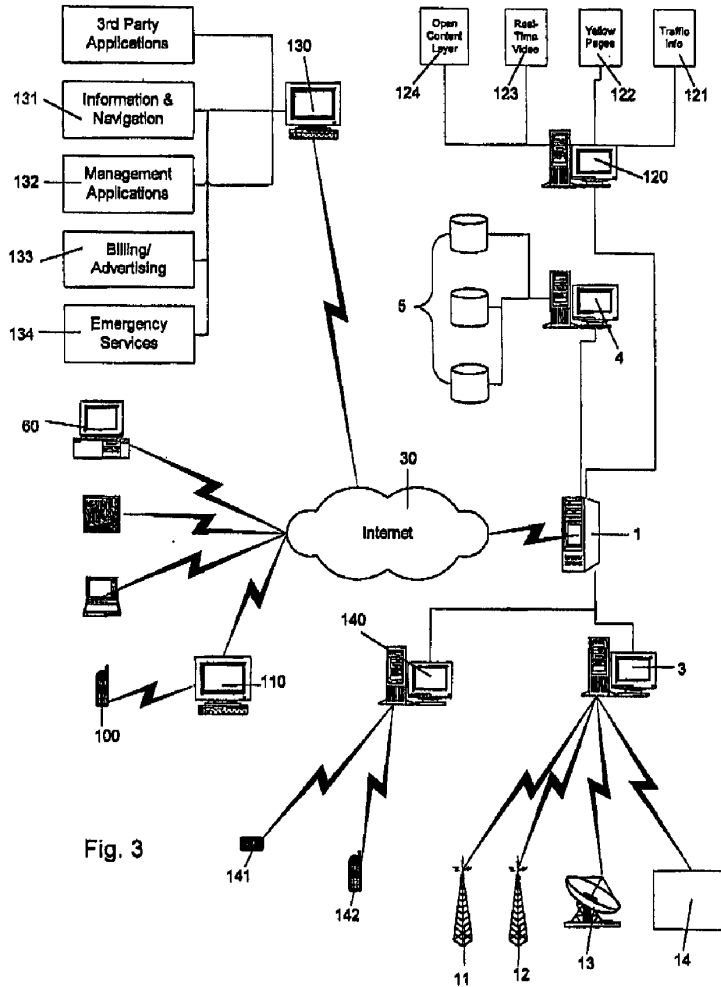 3rd Party
Applications
130
131
Information &
Navigation
132
Management
Applications
133
Billing/
Advertising
134
Emergency
Services
Open
Content
Layer
124
Real-
Time
Video
123
Yellow
Pages
122
Traffic
Info
121
120
5
4
60
30
Internet
1
140
3
110
100
Fig. 3
141
142
11
12
13
14